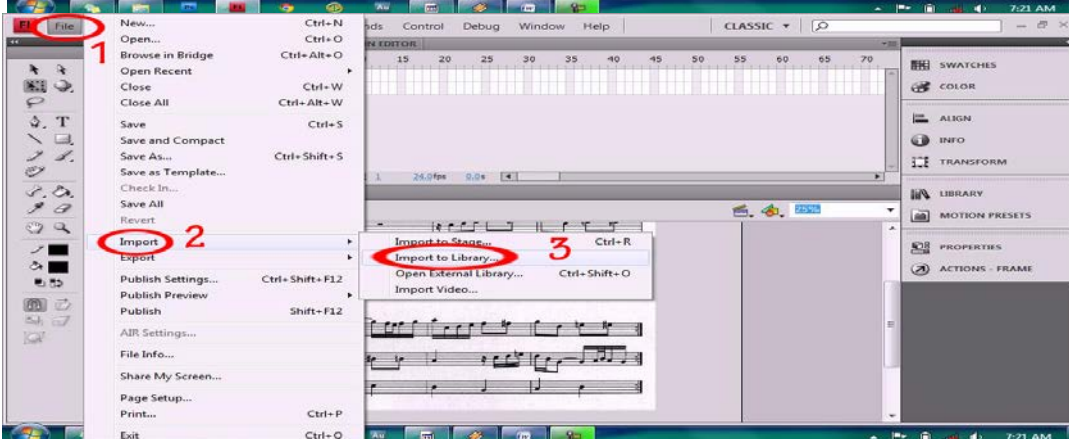 Au
7:21 AM
Fl File ds Control Debug Window Help CLASSIC
1
New... Ctrl+N
Open... Ctrl+O
Browse in Bridge Ctrl+Alt+O
Open Recent
Close Ctrl+W
Close All Ctrl+Alt+W
Save Ctrl+S
Save and Compact
Save As... Ctrl+Shift+S
Save as Template...
Check In...
Save All
Revert
Import 2
Export
Publish Settings... Ctrl+Shift+F12
Publish Preview
Publish Shift+F12
AIR Settings...
File Info...
Share My Screen...
Page Setup...
Print... Ctrl+P
Exit Ctrl+Q
N EDITOR
15 20 25 30 35 40 45 50 55 60 65 70
1 24.0fps 0.0s
25%
Import to Stage... Ctrl+R
Import to Library... 3
Open External Library... Ctrl+Shift+O
Import Video...
SWATCHES
COLOR
ALIGN
INFO
TRANSFORM
LIBRARY
MOTION PRESETS
PROPERTIES
ACTIONS - FRAME
T
Au
7:21 AM